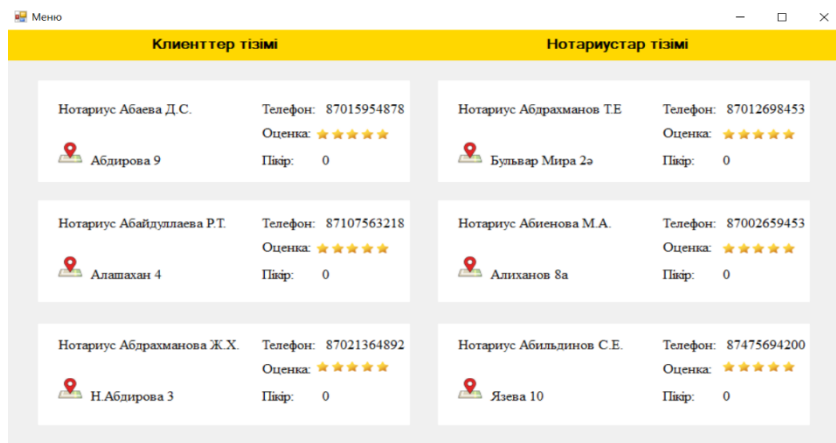 Меню
Клиенттер тізімі
Нотариустар тізімі
Нотариус Абаева Д.С.
Телефон: 87015954878
Оценка:
Абдирова 9
Пікір: 0
Нотариус Абдрахманов Т.Е
Телефон: 87012698453
Оценка:
Бульвар Мира 2ә
Пікір: 0
Нотариус Абайдуллаева Р.Т.
Телефон: 87107563218
Оценка:
Алашахан 4
Пікір: 0
Нотариус Абиенова М.А.
Телефон: 87002659453
Оценка:
Алиханов 8а
Пікір: 0
Нотариус Абдрахманова Ж.Х.
Телефон: 87021364892
Оценка:
Н.Абдирова 3
Пікір: 0
Нотариус Абильдинов С.Е.
Телефон: 87475694200
Оценка:
Язева 10
Пікір: 0